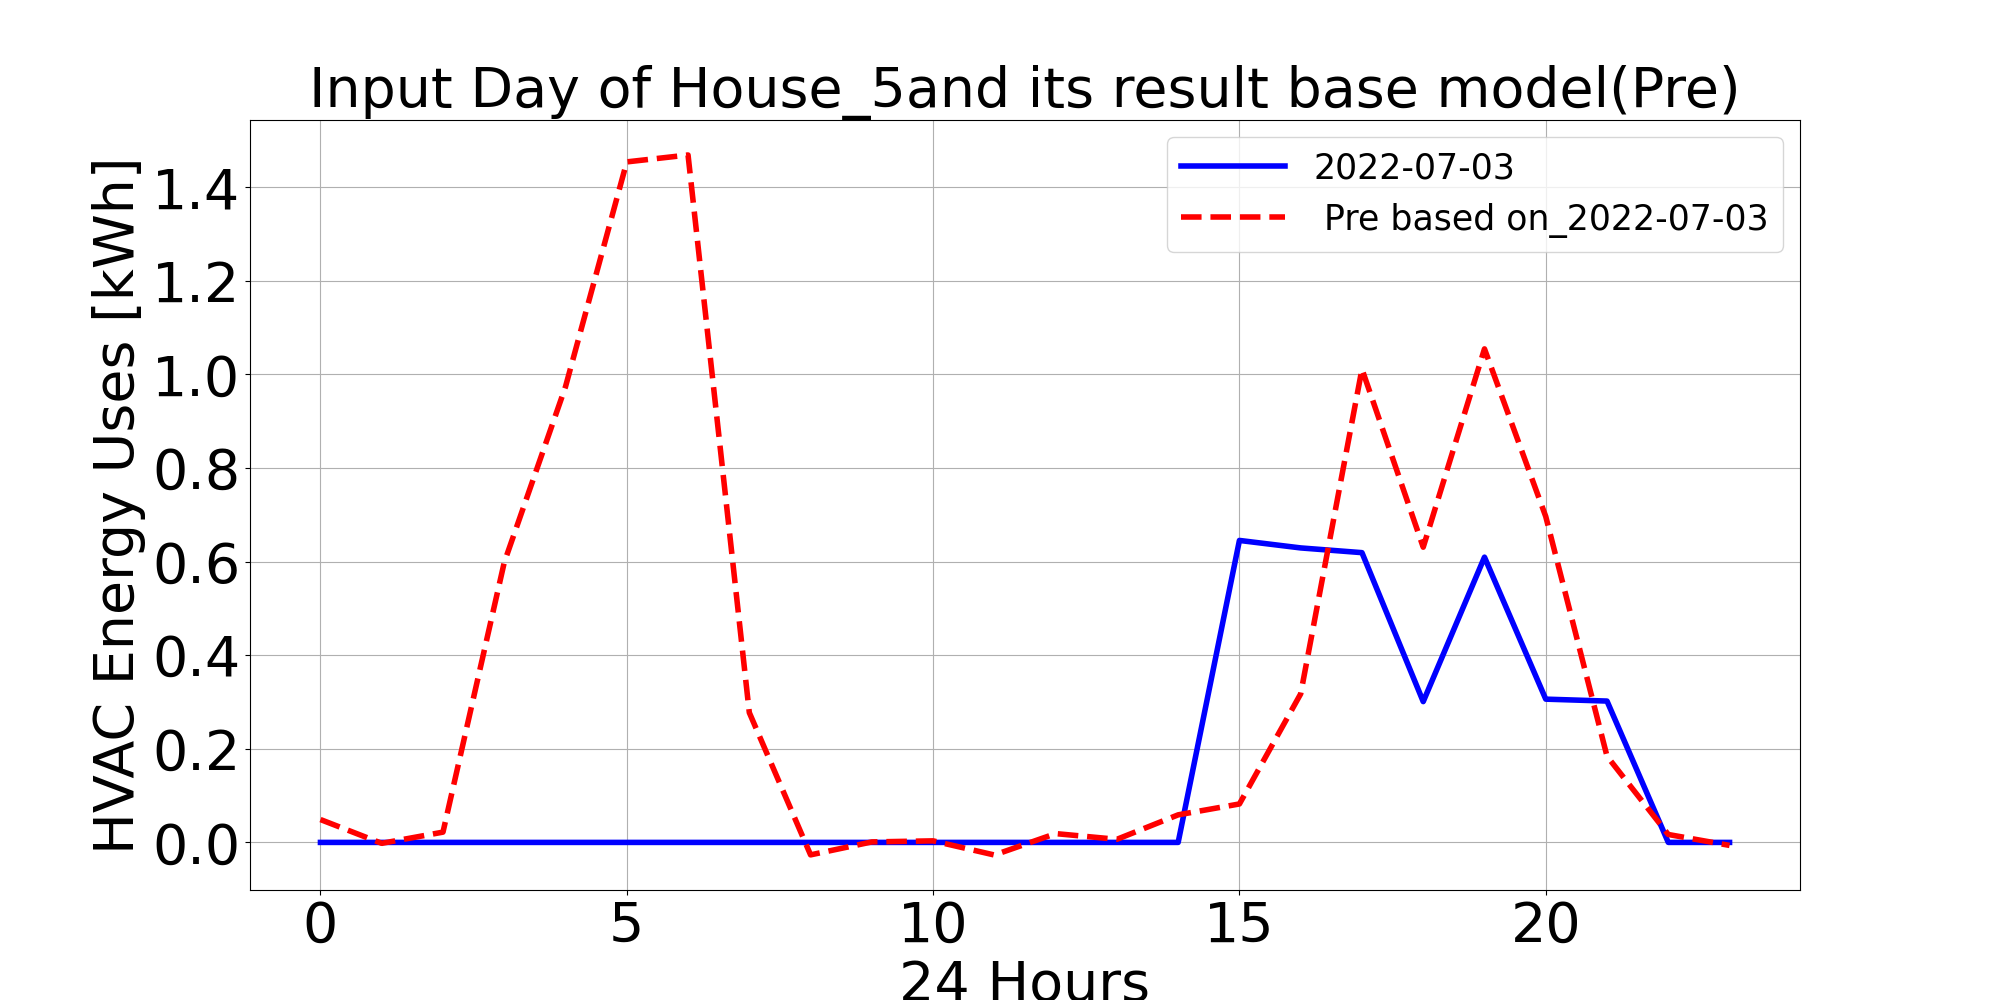 Input Day of House_5and its result base model(Pre)
2022-07-03
Pre based on_2022-07-03
HVAC Energy Uses [kWh]
1.4
1.2
1.0
0.8
0.6
0.4
0.2
0.0
0 5 10 15 20
24 Hours